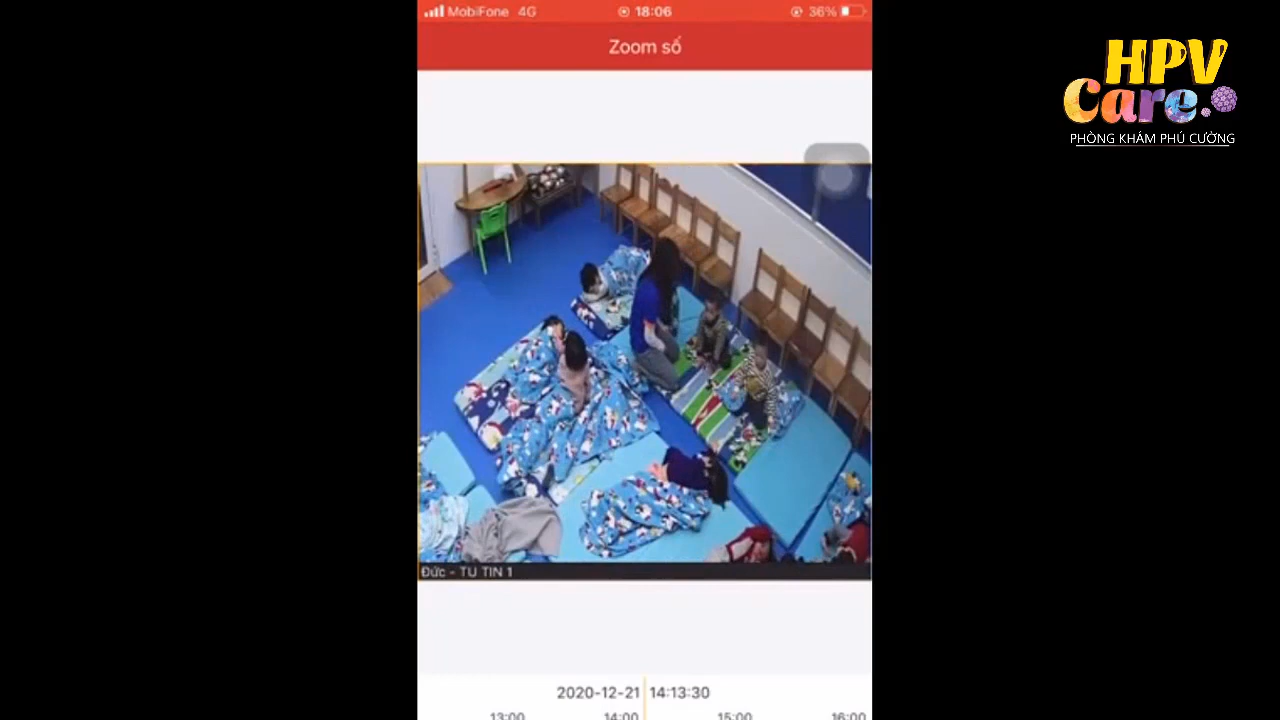 MobiFone 4G 18:06 36%
Zoom số
HPV
Care
PHÒNG KHÁM PHÚ CƯỜNG
Đức - TU TIN 1
2020-12-21 14:13:30
13:00 14:00 15:00 16:00